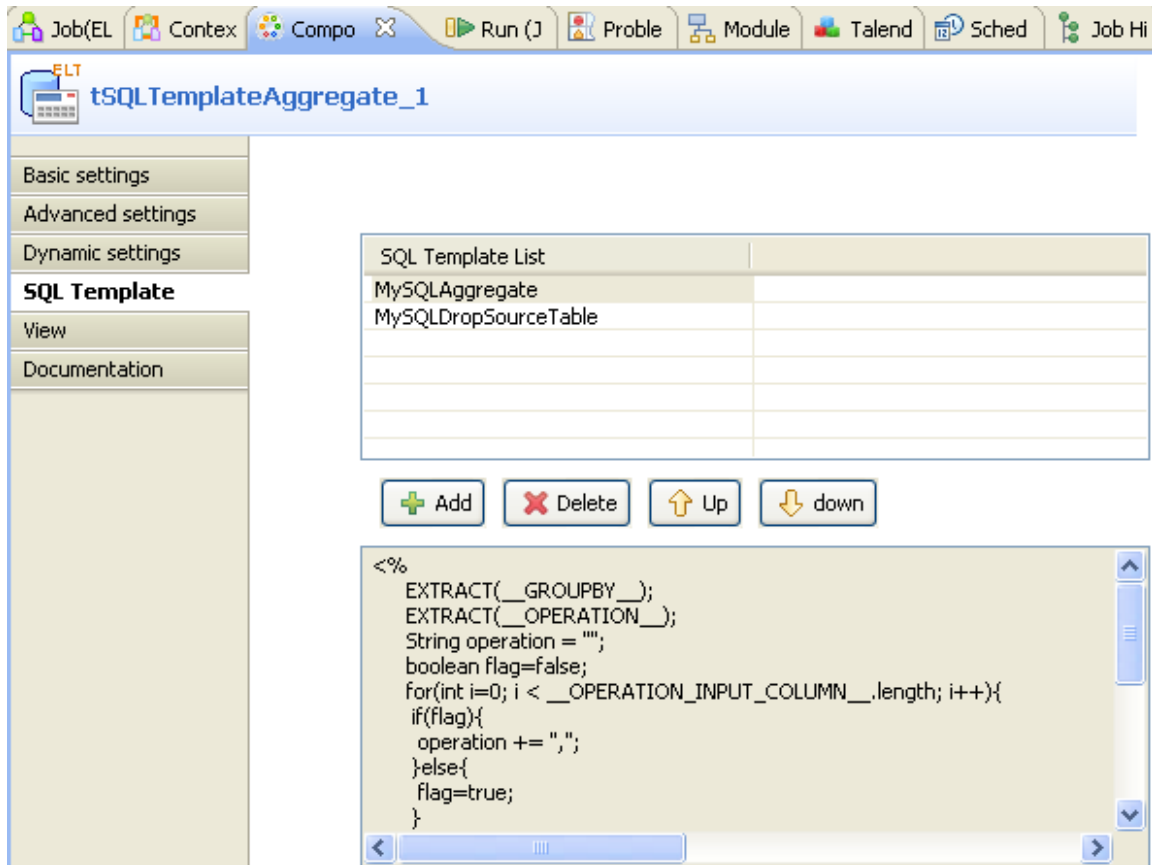 Job(EL Contex Compo Run (J Proble Module Talend Sched Job Hi
ELT
tSQLTemplateAggregate_1
Basic settings
Advanced settings
Dynamic settings
SQL Template
View
Documentation
SQL Template List
MySQLAggregate
MySQLDropSourceTable
Add Delete Up down
<%
EXTRACT(__GROUPBY__);
EXTRACT(__OPERATION__);
String operation = "";
boolean flag=false;
for(int i=0; i < __OPERATION_INPUT_COLUMN__.length; i++){
if(flag){
operation += ",";
}else{
flag=true;
}